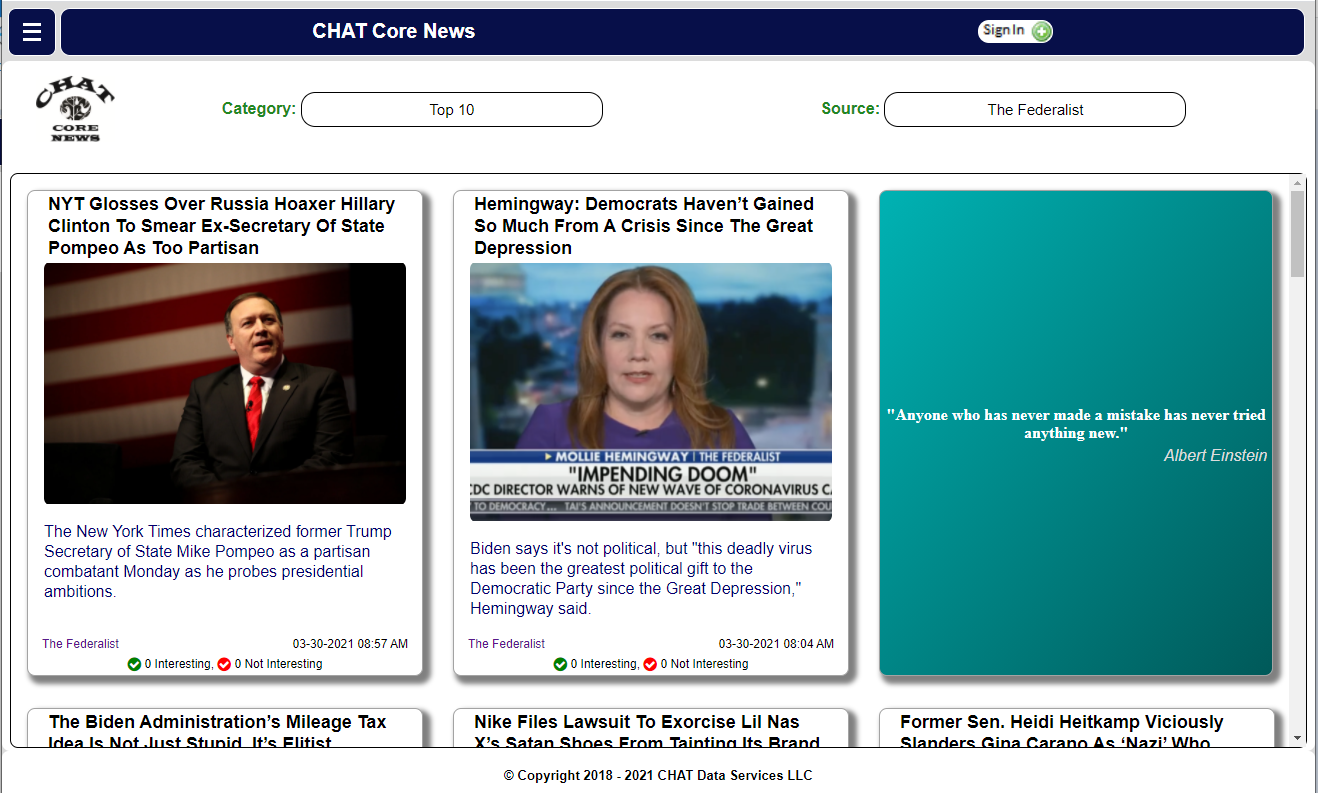 CHAT Core News
Sign In
CHAT
CORE
NEWS
Category: Top 10
Source: The Federalist
NYT Glosses Over Russia Hoaxer Hillary
Clinton To Smear Ex-Secretary Of State
Pompeo As Too Partisan
The New York Times characterized former Trump
Secretary of State Mike Pompeo as a partisan
combatant Monday as he probes presidential
ambitions.
The Federalist 03-30-2021 08:57 AM
0 Interesting, 0 Not Interesting
Hemingway: Democrats Haven’t Gained
So Much From A Crisis Since The Great
Depression
MOLLIE HEMINGWAY | THE FEDERALIST
"IMPENDING DOOM"
CDC DIRECTOR WARNS OF NEW WAVE OF CORONAVIRUS
TO DEMOCRACY... TAI'S ANNOUNCEMENT DOESN'T STOP TRADE BETWEEN COU
Biden says it's not political, but "this deadly virus
has been the greatest political gift to the
Democratic Party since the Great Depression,"
Hemingway said.
The Federalist 03-30-2021 08:04 AM
0 Interesting, 0 Not Interesting
"Anyone who has never made a mistake has never tried
anything new."
Albert Einstein
The Biden Administration’s Mileage Tax
Idea Is Not Just Stupid, It’s Elitist
Nike Files Lawsuit To Exorcise Lil Nas
X’s Satan Shoes From Tainting Its Brand
Former Sen. Heidi Heitkamp Viciously
Slanders Gina Carano As ‘Nazi’ Who
© Copyright 2018 - 2021 CHAT Data Services LLC